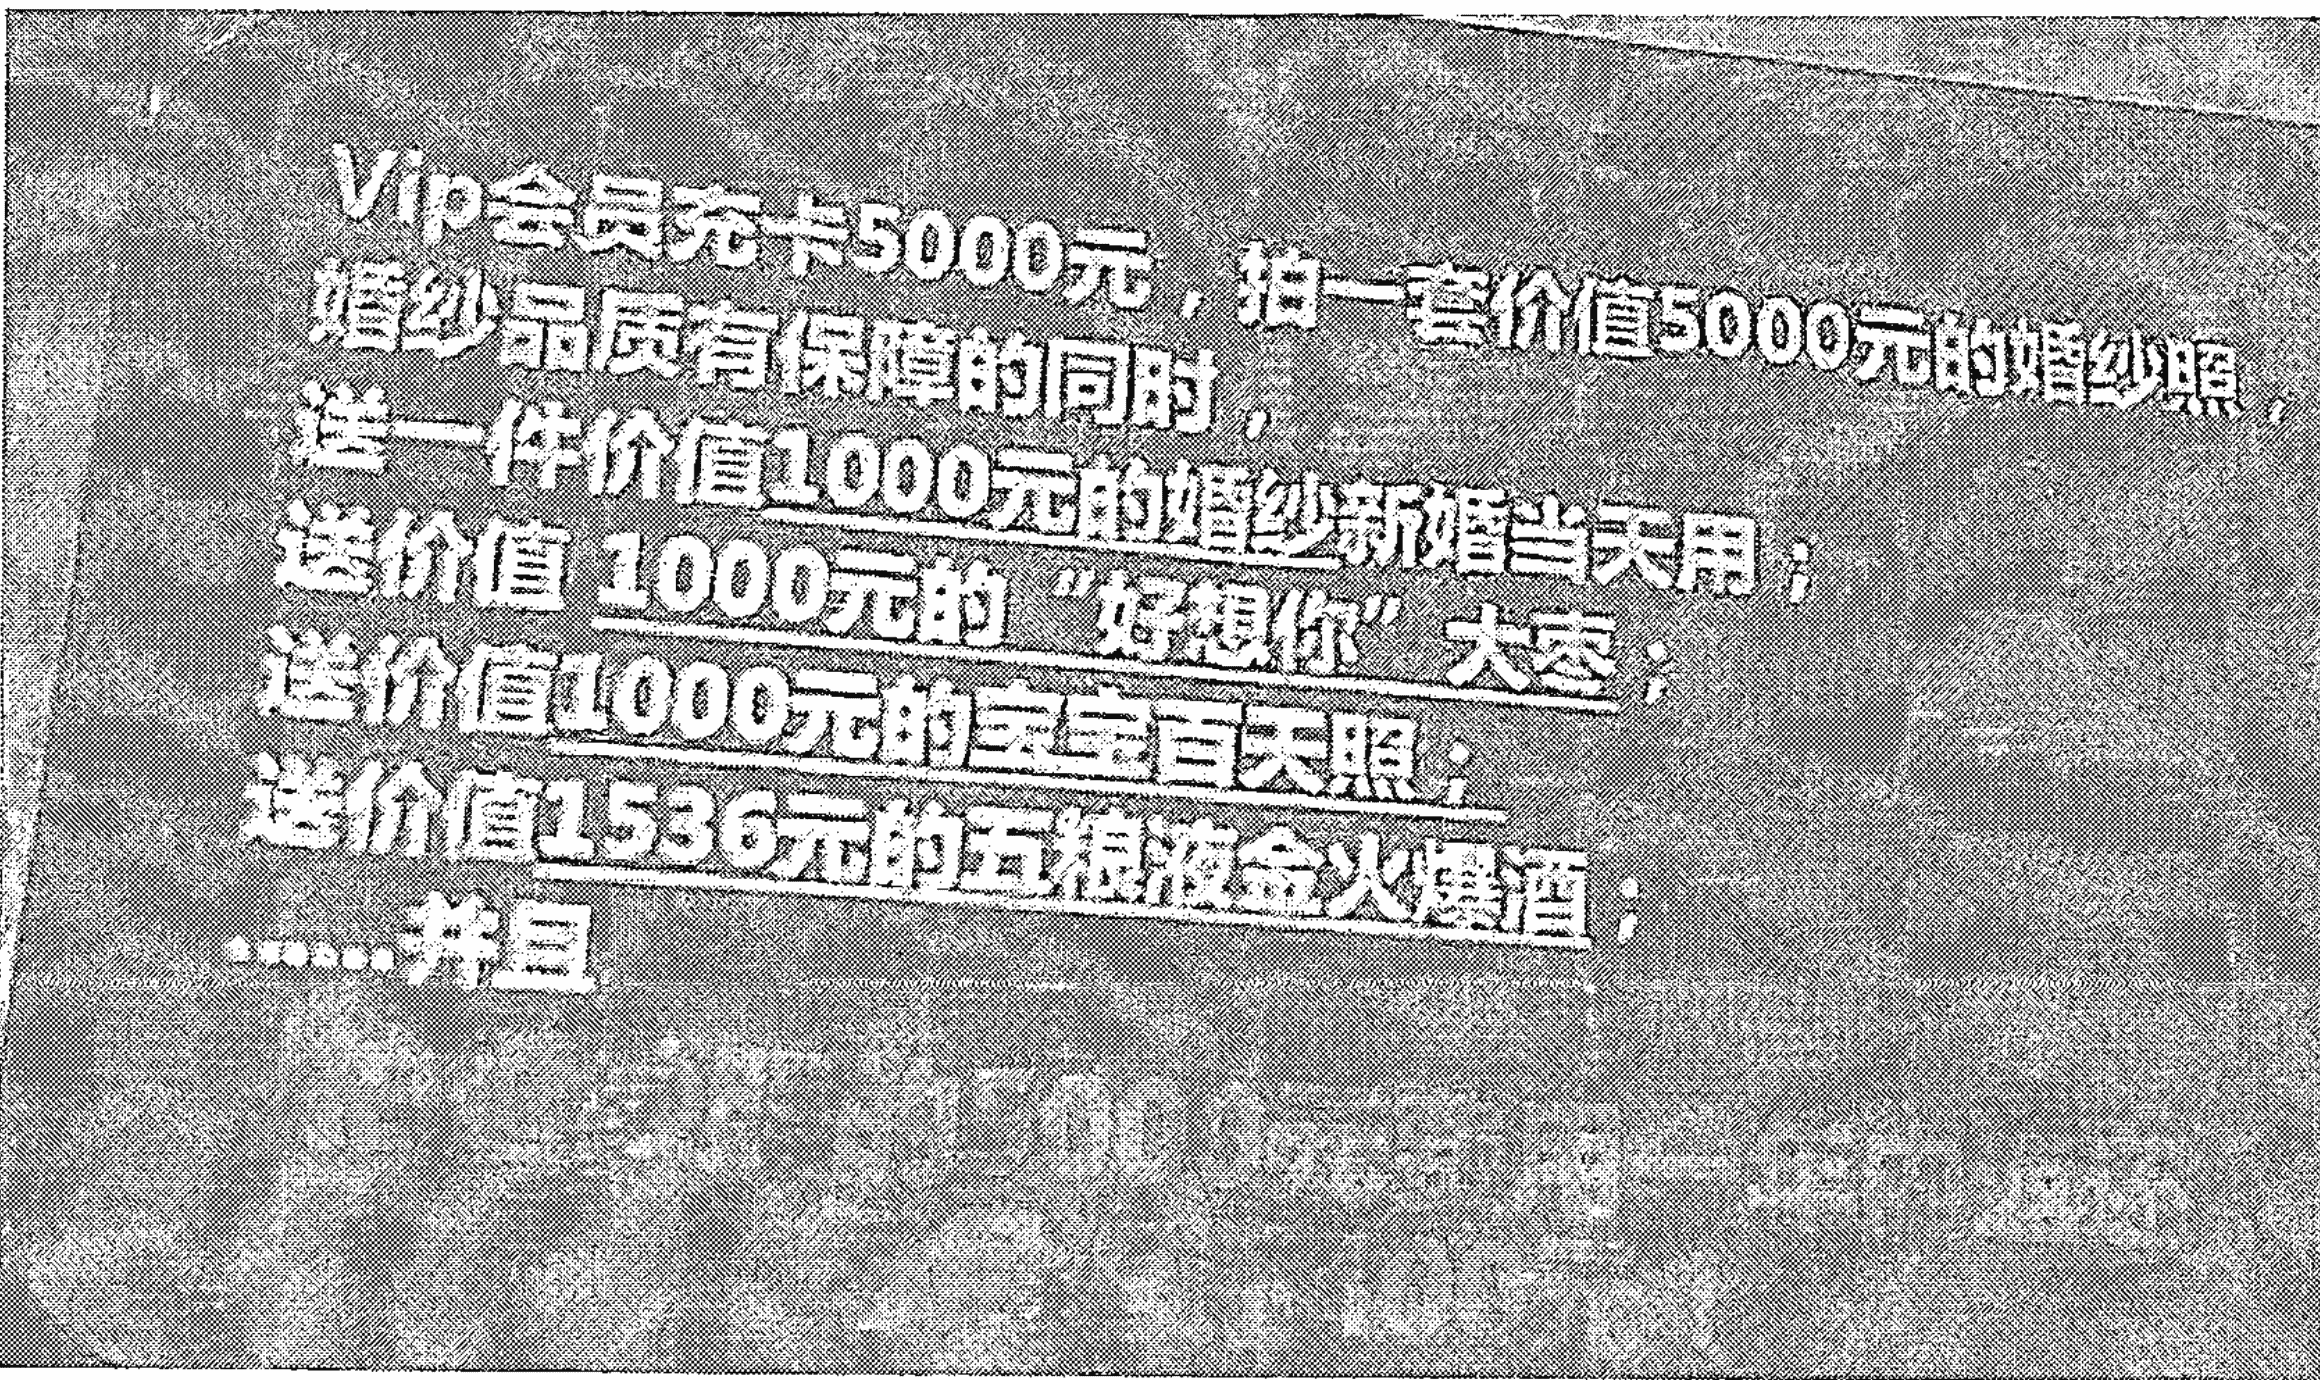 Vip会员充卡5000元，拍一套价值5000元的婚纱照，
婚纱品质有保障的同时，
送一件价值1000元的婚纱新婚当天用；
送价值 1000元的“好想你”大枣；
送价值1000元的宝宝百天照；
送价值1536元的五粮液金火爆酒；
……并且